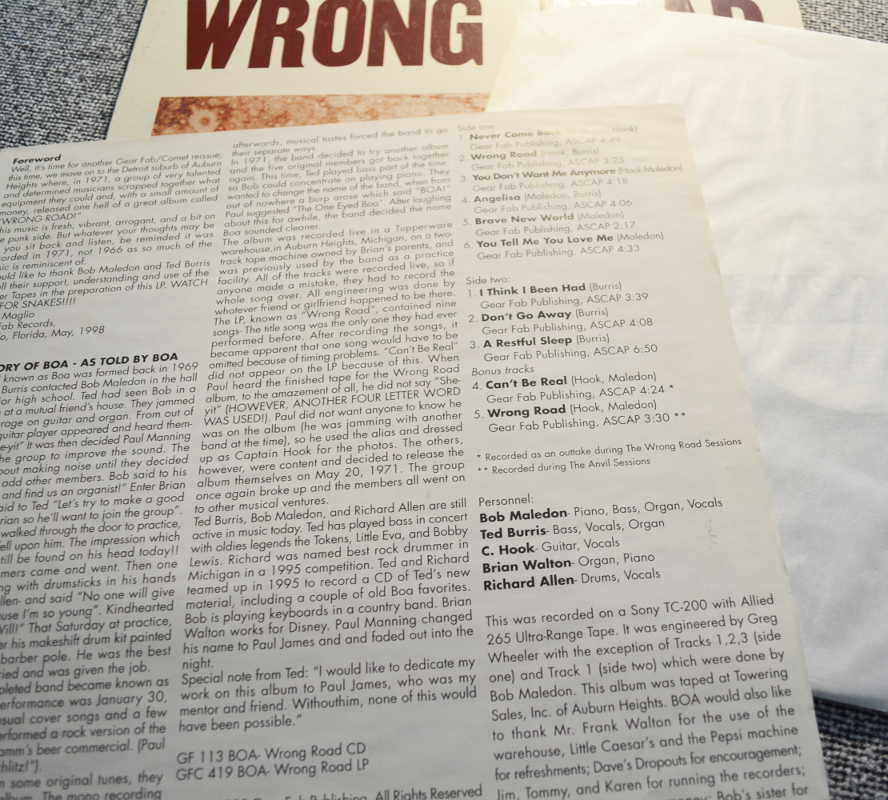 WRONG
Foreword
Well, it's time for another Gear Fab/Comet reissue,
this time, we move on to the Detroit suburb of Auburn
Heights where, in 1971, a group of very talented
and determined musicians scrapped together what
equipment they could and, with a small amount of
money, released one hell of a great album called
"WRONG ROAD!"
his music is fresh, vibrant, arrogant, and a bit on
e punk side. But whatever your thoughts may be
you sit back and listen, be reminded it was
orded in 1971, not 1966 as so much of the
ic is reminiscent of.
uld like to thank Bob Maledon and Ted Burris
ll their support, understanding and use of the
er Tapes in the preparation of this LP. WATCH
FOR SNAKES!!!!
Maglio
Fab Records,
o, Florida, May, 1998
ORY OF BOA - AS TOLD BY BOA
known as Boa was formed back in 1969
Burris contacted Bob Maledon in the hall
or high school. Ted had seen Bob in a
at a mutual friend's house. They jammed
rage on guitar and organ. From out of
guitar player appeared and heard them-
e-yit!" It was then decided Paul Manning
he group to improve the sound. The
bout making noise until they decided
add other members. Bob said to his
and find us an organist!" Enter Brian
aid to Ted "Let's try to make a good
rian so he'll want to join the group".
walked through the door to practice,
fell upon him. The impression which
till be found on his head today!!
mers came and went. Then one
ng with drumsticks in his hands
llen- and said "No one will give
use I'm so young". Kindhearted
Will!" That Saturday at practice,
er his makeshift drum kit painted
barber pole. He was the best
ried and was given the job.
pleted band became known as
erformance was January 30,
sual cover songs and a few
erformed a rock version of the
amm's beer commercial. (Paul
hlitz!").
n some original tunes, they
lbum. The mono recording
afterwords, musical tastes forced the band to go
their separate ways.
In 1971, the band decided to try another album
and the five original members got back together
again. This time, Ted played bass part of the time,
so Bob could concentrate on playing piano. They
wanted to change the name of the band, when from
out of nowhere a burp arose which said "BOA!"
Paul suggested "The One Eyed Boa". After laughing
about this for awhile, the band decided the name
Boa sounded cleaner.
The album was recorded live in a Tupperware
warehouse in Auburn Heights, Michigan, on a two
track tape machine owned by Brian's parents, and
was previously used by the band as a practice
facility. All of the tracks were recorded live, so if
anyone made a mistake, they had to record the
whole song over. All engineering was done by
whatever friend or girlfriend happened to be there.
The LP, known as "Wrong Road", contained nine
songs- The title song was the only one they had ever
performed before. After recording the songs, it
became apparent that one song would have to be
omitted because of timing problems. "Can't Be Real"
did not appear on the LP because of this. When
Paul heard the finished tape for the Wrong Road
album, to the amazement of all, he did not say "She-
yit" (HOWEVER, ANOTHER FOUR LETTER WORD
WAS USED!). Paul did not want anyone to know he
was on the album (he was jamming with another
band at the time), so he used the alias and dressed
up as Captain Hook for the photos. The others,
however, were content and decided to release the
album themselves on May 20, 1971. The group
once again broke up and the members all went on
to other musical ventures.
Ted Burris, Bob Maledon, and Richard Allen are still
active in music today. Ted has played bass in concert
with oldies legends the Tokens, Little Eva, and Bobby
Lewis. Richard was named best rock drummer in
Michigan in a 1995 competition. Ted and Richard
teamed up in 1995 to record a CD of Ted's new
material, including a couple of old Boa favorites.
Bob is playing keyboards in a country band. Brian
Walton works for Disney. Paul Manning changed
his name to Paul James and and faded out into the
night.
Special note from Ted: "I would like to dedicate my
work on this album to Paul James, who was my
mentor and friend. Withouthim, none of this would
have been possible."
GF 113 BOA- Wrong Road CD
GFC 419 BOA- Wrong Road LP
Gear Fab Publishing. All Rights Reserved
Side one:
1. Never Come Back Hook)
Gear Fab Publishing, ASCAP 4:49
2. Wrong Road (Hook, Burris)
Gear Fab Publishing, ASCAP 3:25
3. You Don't Want Me Anymore (Hook Maledon)
Gear Fab Publishing, ASCAP 4:18
4. Angelisa (Maledon, Burris)
Gear Fab Publishing, ASCAP 4:06
5. Brave New World (Maledon)
Gear Fab Publishing, ASCAP 2:17
6. You Tell Me You Love Me (Maledon)
Gear Fab Publishing, ASCAP 4:33
Side two:
1. I Think I Been Had (Burris)
Gear Fab Publishing, ASCAP 3:39
2. Don't Go Away (Burris)
Gear Fab Publishing, ASCAP 4:08
3. A Restful Sleep (Burris)
Gear Fab Publishing, ASCAP 6:50
Bonus tracks
4. Can't Be Real (Hook, Maledon)
Gear Fab Publishing, ASCAP 4:24 *
5. Wrong Road (Hook, Maledon)
Gear Fab Publishing, ASCAP 3:30 **
* Recorded as an outtake during The Wrong Road Sessions
** Recorded during The Anvil Sessions
Personnel:
Bob Maledon- Piano, Bass, Organ, Vocals
Ted Burris- Bass, Vocals, Organ
C. Hook- Guitar, Vocals
Brian Walton- Organ, Piano
Richard Allen- Drums, Vocals
This was recorded on a Sony TC-200 with Allied
265 Ultra-Range Tape. It was engineered by Greg
Wheeler with the exception of Tracks 1,2,3 (side
one) and Track 1 (side two) which were done by
Bob Maledon. This album was taped at Towering
Sales, Inc. of Auburn Heights. BOA would also like
to thank Mr. Frank Walton for the use of the
warehouse, Little Caesar's and the Pepsi machine
for refreshments; Dave's Dropouts for encouragement;
Jim, Tommy, and Karen for running the recorders;
Bob's sister for